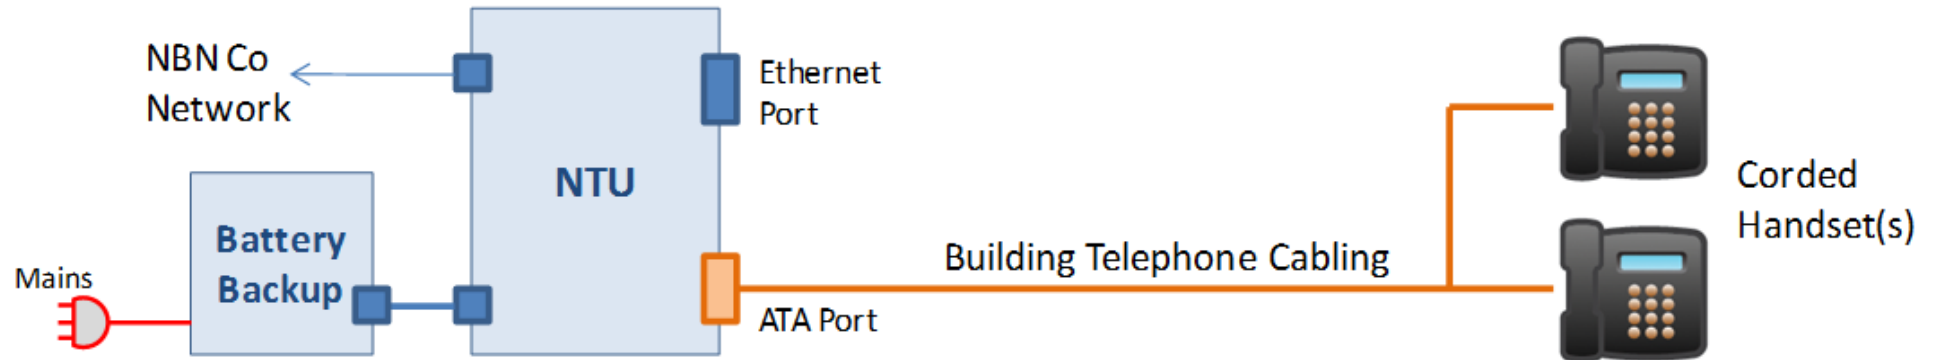 NBN Co
Network
Ethernet
Port
NTU
Battery
Backup
Mains
ATA Port
Building Telephone Cabling
Corded
Handset(s)